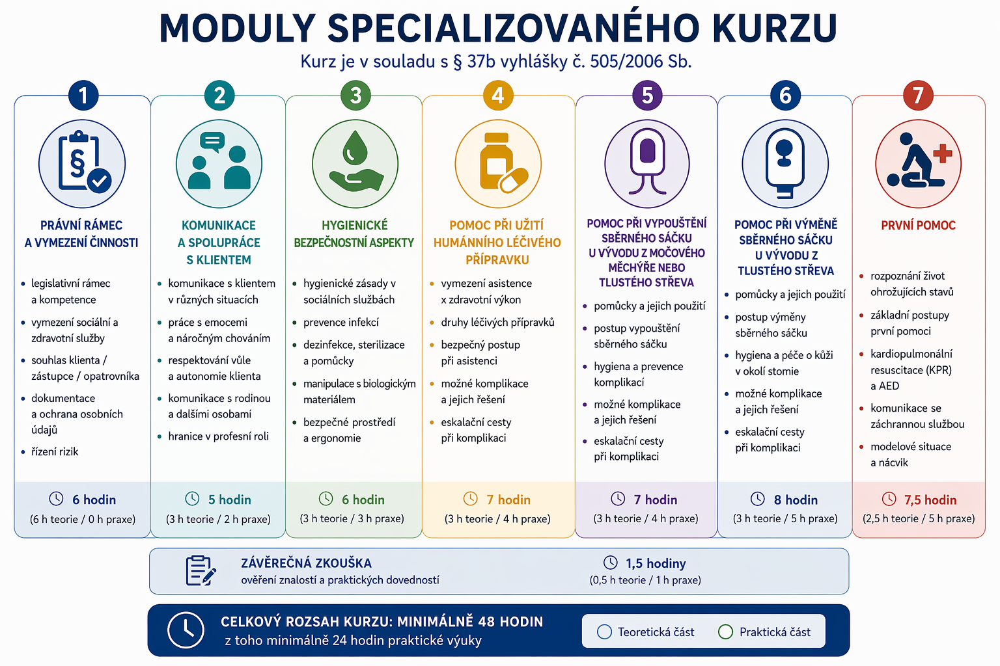 MODULY SPECIALIZOVANÉHO KURZU
Kurz je v souladu s § 37b vyhlášky č. 505/2006 Sb.
1
§
PRÁVNÍ RÁMEC
A VYMEZENÍ ČINNOSTI
• legislativní rámec
a kompetence
• vymezení sociální a
zdravotní služby
• souhlas klienta /
zástupce / opatrovníka
• dokumentace
a ochrana osobních
údajů
• řízení rizik
6 hodin
(6 h teorie / 0 h praxe)
2
KOMUNIKACE
A SPOLUPRÁCE
S KLIENTEM
• komunikace s klientem
v různých situacích
• práce s emocemi
a náročným chováním
• respektování vůle
a autonomie klienta
• komunikace s rodinou
a dalšími osobamí
• hranice v profesní roli
5 hodin
(3 h teorie / 2 h praxe)
3
HYGIENICKÉ
BEZPEČNOSTNÍ ASPEKTY
• hygienické zásady v
sociálních službách
• prevence infekcí
• dezinfekce, sterilizace
a pomůcky
• manipulace s biologickým
materiálem
• bezpečné prostředí
a ergonomie
6 hodin
(3 h teorie / 3 h praxe)
4
POMOC PŘI UŽITÍ
HUMÁNNÍHO LÉČIVÉHO
PŘÍPRAVKU
• vymezení asistence
x zdravotní výkon
• druhy léčivých přípravků
• bezpečný postup
při asistenci
• možné komplikace
a jejich řešení
• eskalační cesty
při komplikaci
7 hodin
(3 h teorie / 4 h praxe)
5
POMOC PŘI VYPOUŠTĚNÍ
SBĚRNÉHO SÁČKU
U VÝVODU Z MOČOVÉHO
MĚCHÝŘE NEBO
TLUSTÉHO STŘEVA
• pomůcky a jejich použití
• postup vypouštění
sběrného sáčku
• hygiena a prevence
komplikací
• možné komplikace
a jejich řešení
• eskalační cesty
při komplikaci
7 hodin
(3 h teorie / 4 h praxe)
6
POMOC PŘI VÝMĚNĚ
SBĚRNÉHO SÁČKU
U VÝVODU Z
TLUSTÉHO STŘEVA
• pomůcky a jejich použití
• postup výměny
sběrného sáčku
• hygiena a péče o kůži
v okolí stomie
• možné komplikace
a jejich řešení
• eskalační cesty
při komplikaci
8 hodin
(3 h teorie / 5 h praxe)
7
PRVNÍ POMOC
• rozpoznání život
ohrožujících stavů
• základní postupy
první pomoci
• kardiopulmonální
resuscitace (KPR)
a AED
• komunikace se
záchrannou službou
• modelové situace
a nácvik
7,5 hodin
(2,5 h teorie / 5 h praxe)
ZÁVĚREČNÁ ZKOUŠKA
ověření znalostí a praktických dovedností
1,5 hodiny
(0,5 h teorie / 1 h praxe)
CELKOVÝ ROZSAH KURZU: MINIMÁLNĚ 48 HODIN
z toho minimálně 24 hodin praktické výuky
Teoretická část
Praktická část